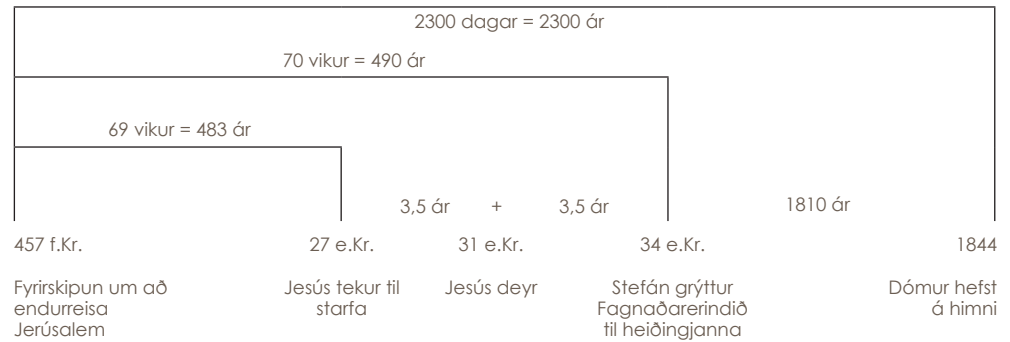 2300 dagar = 2300 ár
70 vikur = 490 ár
69 vikur = 483 ár
3,5 ár + 3,5 ár 1810 ár
457 f.Kr. 27 e.Kr. 31 e.Kr. 34 e.Kr. 1844
Fyrirskipun um að
endurreisa
Jerúsalem
Jesús tekur til
starfa
Jesús deyr
Stefán grýttur
Fagnaðarerindið
til heiðingjanna
Dómur hefst
á himni